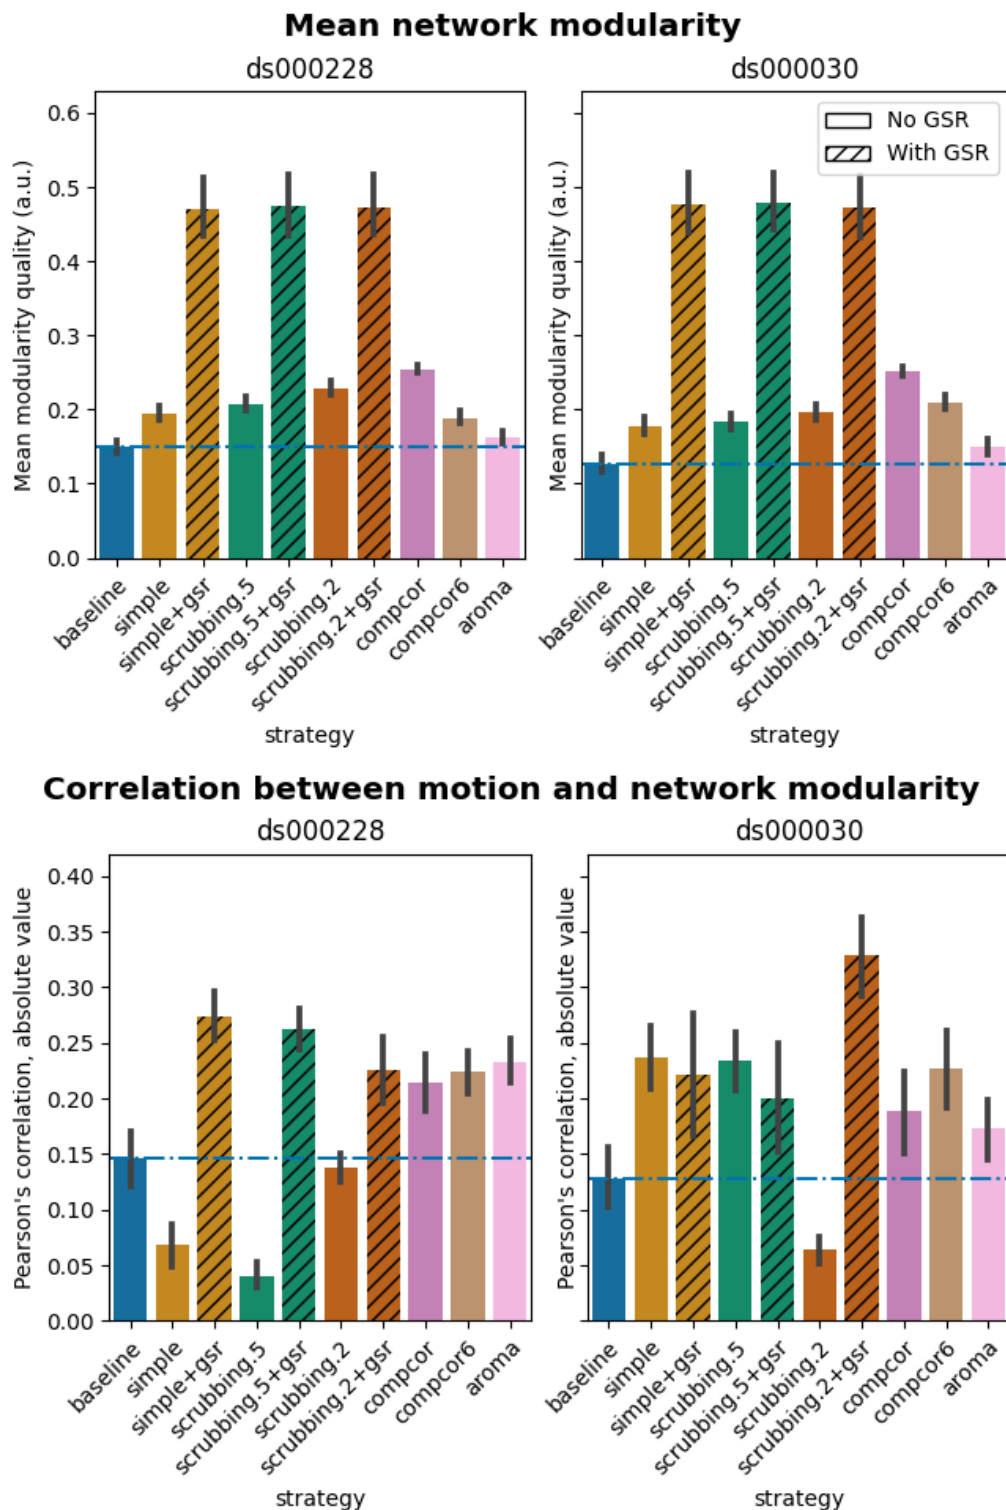 Mean network modularity
ds000228
ds000030
Mean modularity quality (a.u.)
0.6
0.5
0.4
0.3
0.2
0.1
0.0
Mean modularity quality (a.u.)
No GSR
With GSR
baseline
simple
simple+gsr
scrubbing.5
scrubbing.5+gsr
scrubbing.2
scrubbing.2+gsr
compcor
compcor6
aroma
strategy
baseline
simple
simple+gsr
scrubbing.5
scrubbing.5+gsr
scrubbing.2
scrubbing.2+gsr
compcor
compcor6
aroma
strategy
Correlation between motion and network modularity
ds000228
ds000030
Pearson's correlation, absolute value
0.40
0.35
0.30
0.25
0.20
0.15
0.10
0.05
0.00
Pearson's correlation, absolute value
baseline
simple
simple+gsr
scrubbing.5
scrubbing.5+gsr
scrubbing.2
scrubbing.2+gsr
compcor
compcor6
aroma
strategy
baseline
simple
simple+gsr
scrubbing.5
scrubbing.5+gsr
scrubbing.2
scrubbing.2+gsr
compcor
compcor6
aroma
strategy